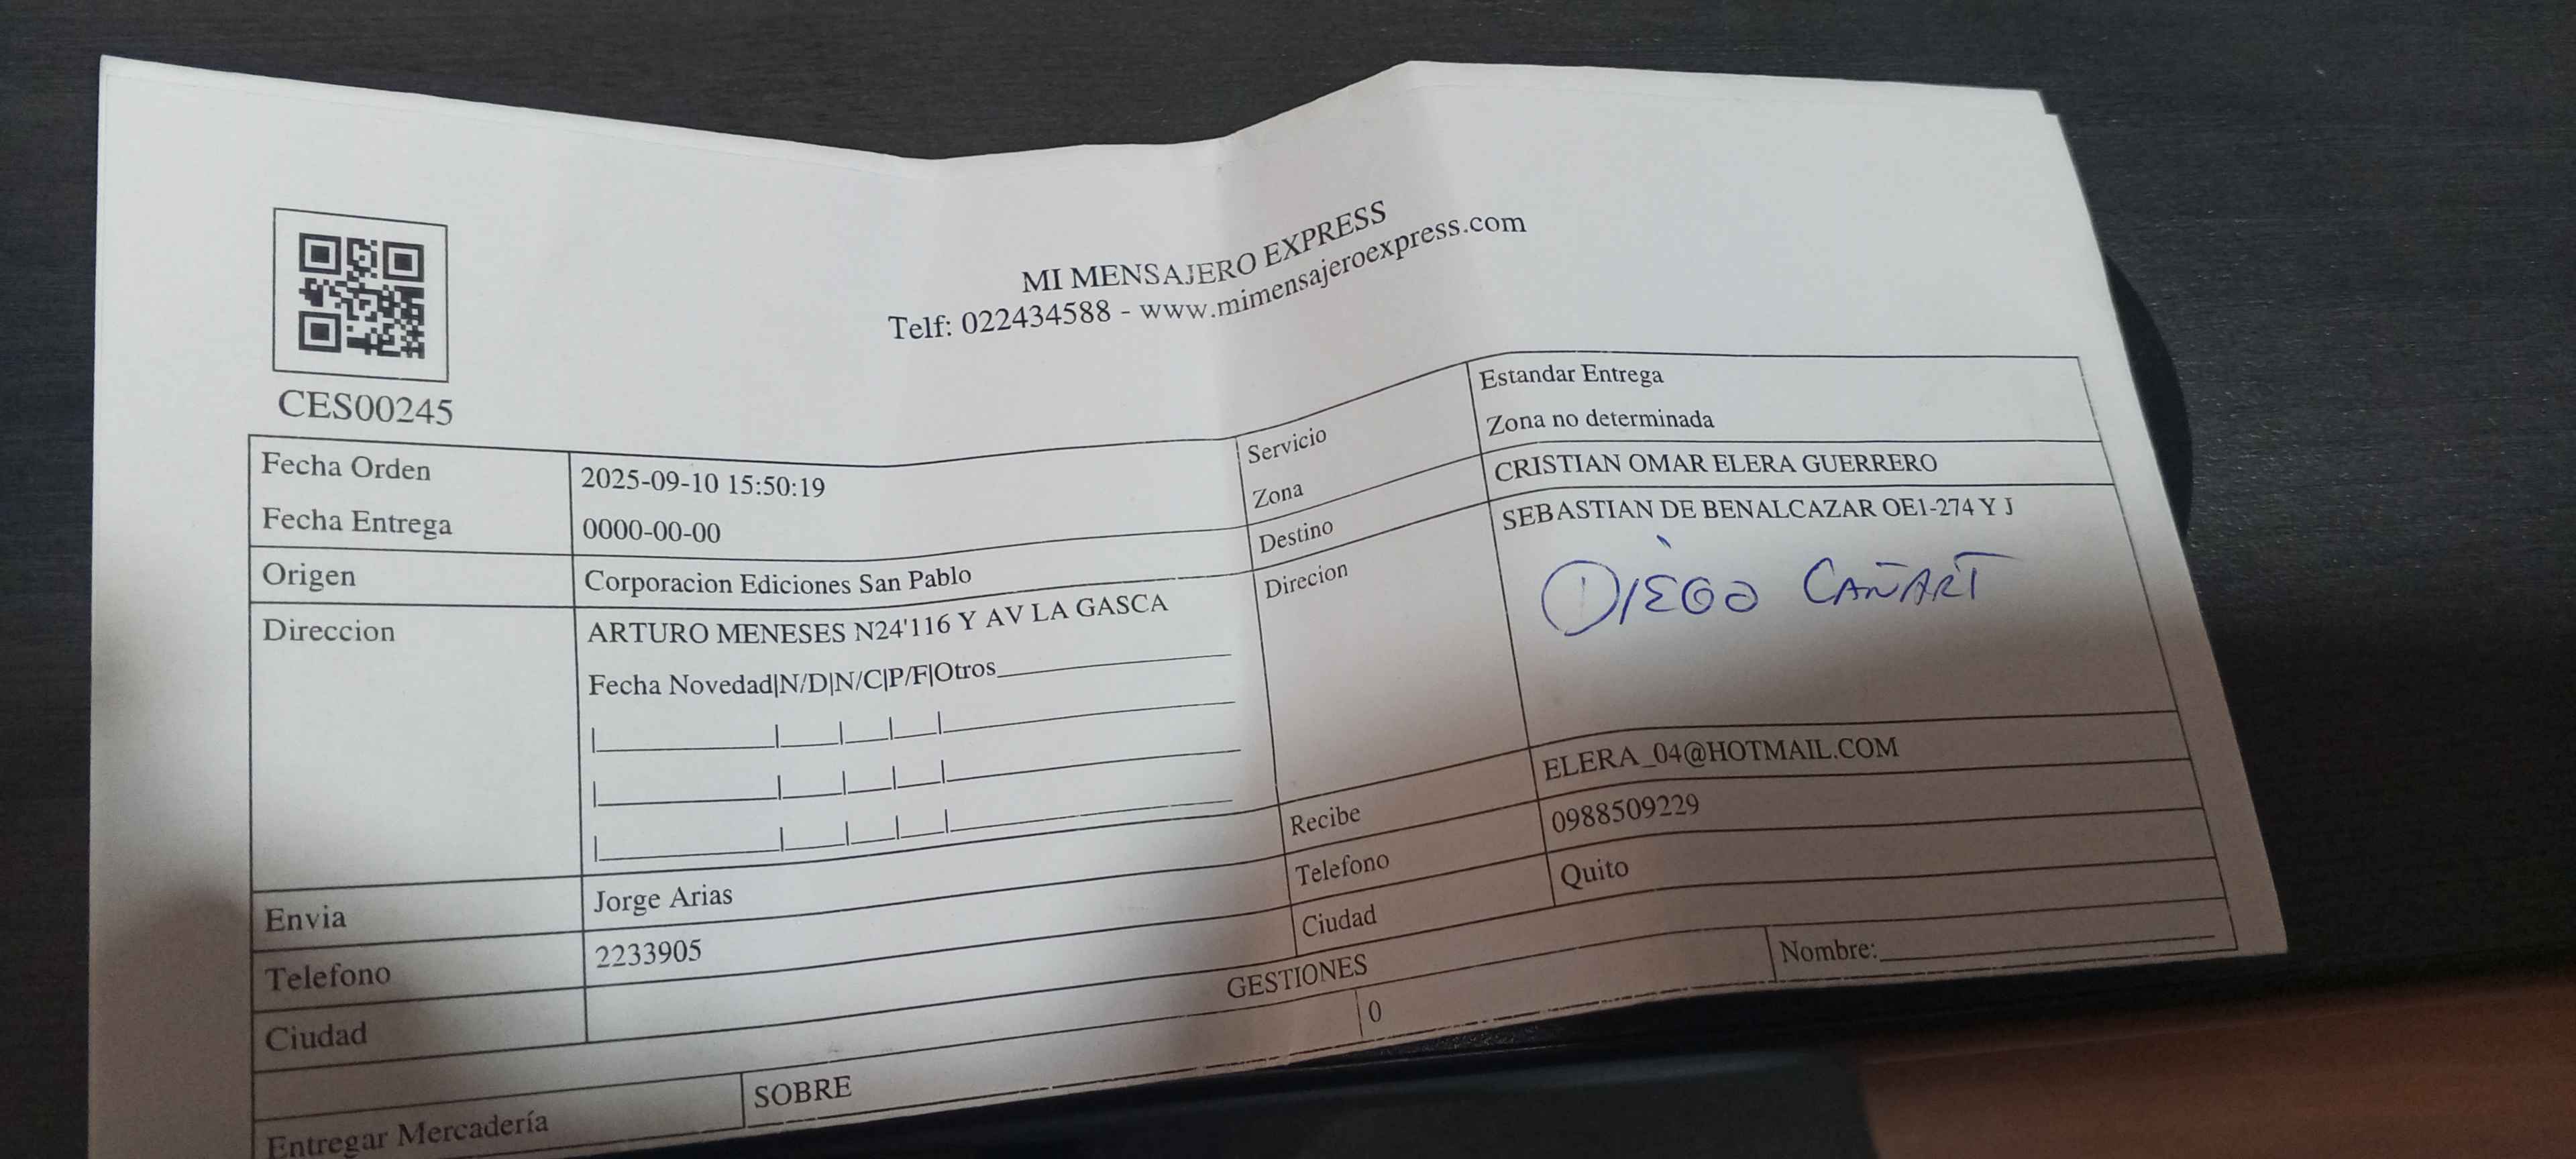 MI MENSAJERO EXPRESS
Telf: 022434588 - www.mimensajeroexpress.com
CES00245
Fecha Orden 2025-09-10 15:50:19
Fecha Entrega 0000-00-00
Origen Corporacion Ediciones San Pablo
Direccion ARTURO MENESES N24'116 Y AV LA GASCA
Fecha Novedad|N/D|N/C|P/F|Otros
Envia Jorge Arias
Telefono 2233905
Ciudad
Servicio Estandar Entrega
Zona Zona no determinada
Destino CRISTIAN OMAR ELERA GUERRERO
Direcion SEBASTIAN DE BENALCAZAR OE1-274 Y J
DIEGO CAÑART
Recibe ELERA_04@HOTMAIL.COM
Telefono 0988509229
Ciudad Quito
GESTIONES
Entregar Mercadería SOBRE 0 Nombre: